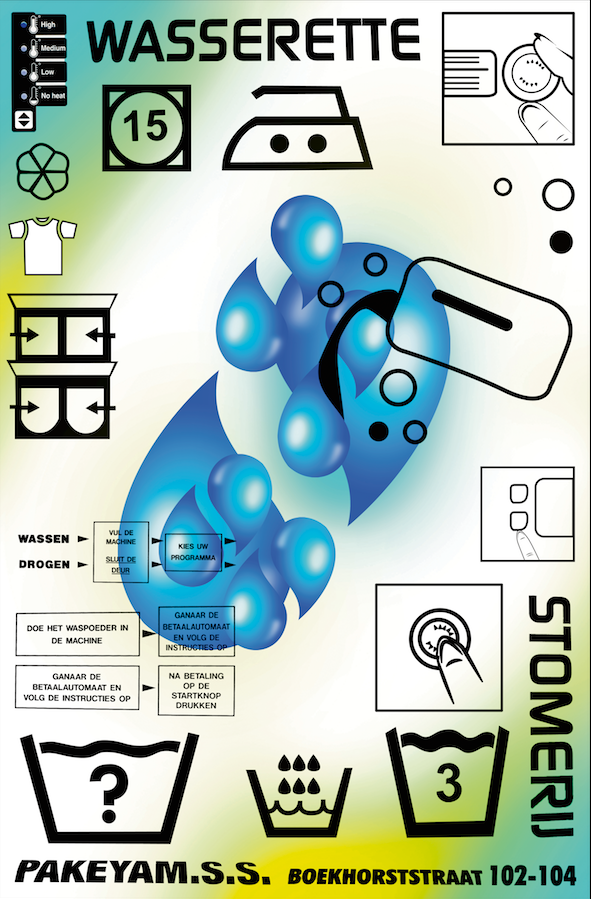 High
Medium
Low
No heat
WASSERETTE
15
WASSEN
DROGEN
VUL DE
MACHINE
SLUIT DE
DEUR
KIES UW
PROGRAMMA
DOE HET WASPOEDER IN
DE MACHINE
GANAAR DE
BETAALAUTOMAAT
EN VOLG DE
INSTRUCTIES OP
GANAAR DE
BETAALAUTOMAAT EN
VOLG DE INSTRUCTIES OP
NA BETALING
OP DE
STARTKNOP
DRUKKEN
STOMERIJ
?
3
PAKEYAM.S.S.
BOEKHORSTSTRAAT 102-104